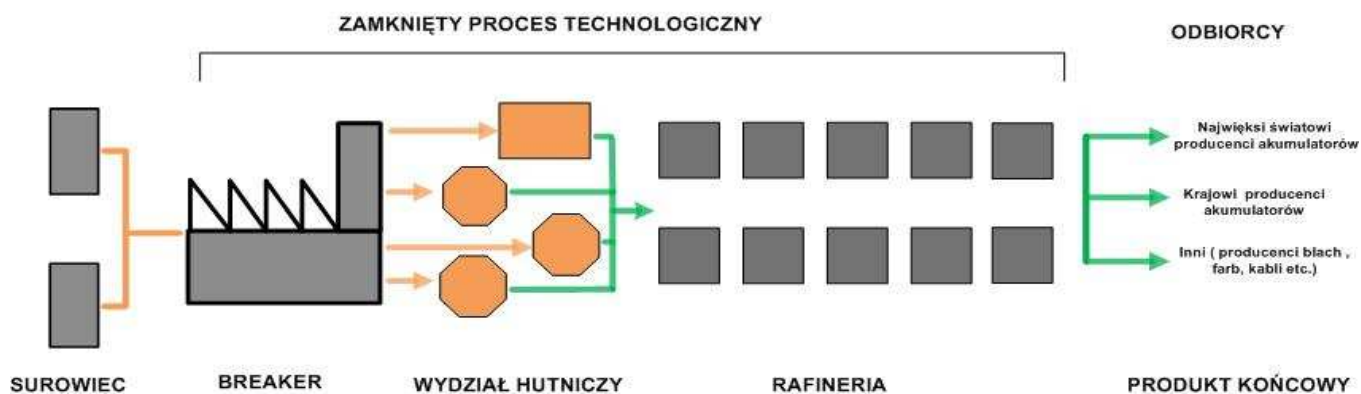 ZAMKNIĘTY PROCES TECHNOLOGICZNY
ODBIORCY
Najwięksi światowi
producenci akumulatorów
Krajowi producenci
akumulatorów
Inni ( producenci blach ,
farb, kabli etc.)
SUROWIEC
BREAKER
WYDZIAŁ HUTNICZY
RAFINERIA
PRODUKT KOŃCOWY